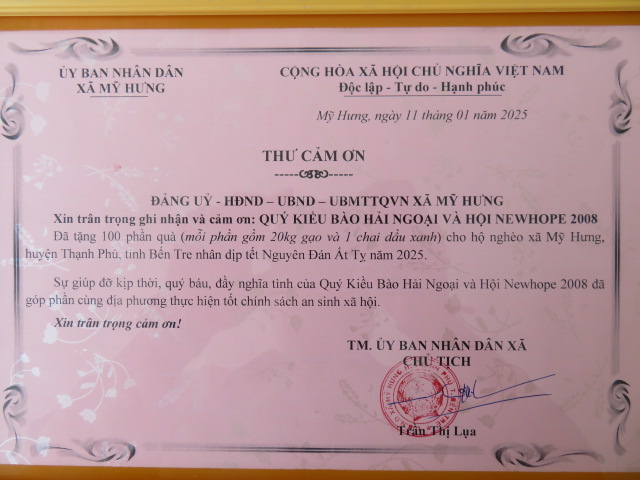 ỦY BAN NHÂN DÂN
XÃ MỸ HƯNG
CỘNG HÒA XÃ HỘI CHỦ NGHĨA VIỆT NAM
Độc lập - Tự do - Hạnh phúc
Mỹ Hưng, ngày 11 tháng 01 năm 2025
THƯ CẢM ƠN
ĐẢNG UỶ - HĐND – UBND – UBMTTQVN XÃ MỸ HƯNG
Xin trân trọng ghi nhận và cảm ơn: QUÝ KIỀU BÀO HẢI NGOẠI VÀ HỘI NEWHOPE 2008
Đã tặng 100 phần quà (mỗi phần gồm 20kg gạo và 1 chai dầu xanh) cho hộ nghèo xã Mỹ Hưng,
huyện Thạnh Phú, tỉnh Bến Tre nhân dịp tết Nguyên Đán Ất Tỵ năm 2025.
Sự giúp đỡ kịp thời, quý báu, đầy nghĩa tình của Quý Kiều Bào Hải Ngoại và Hội Newhope 2008 đã
góp phần cùng địa phương thực hiện tốt chính sách an sinh xã hội.
Xin trân trọng cảm ơn!
TM. ỦY BAN NHÂN DÂN XÃ
CHỦ TỊCH
Trần Thị Lụa